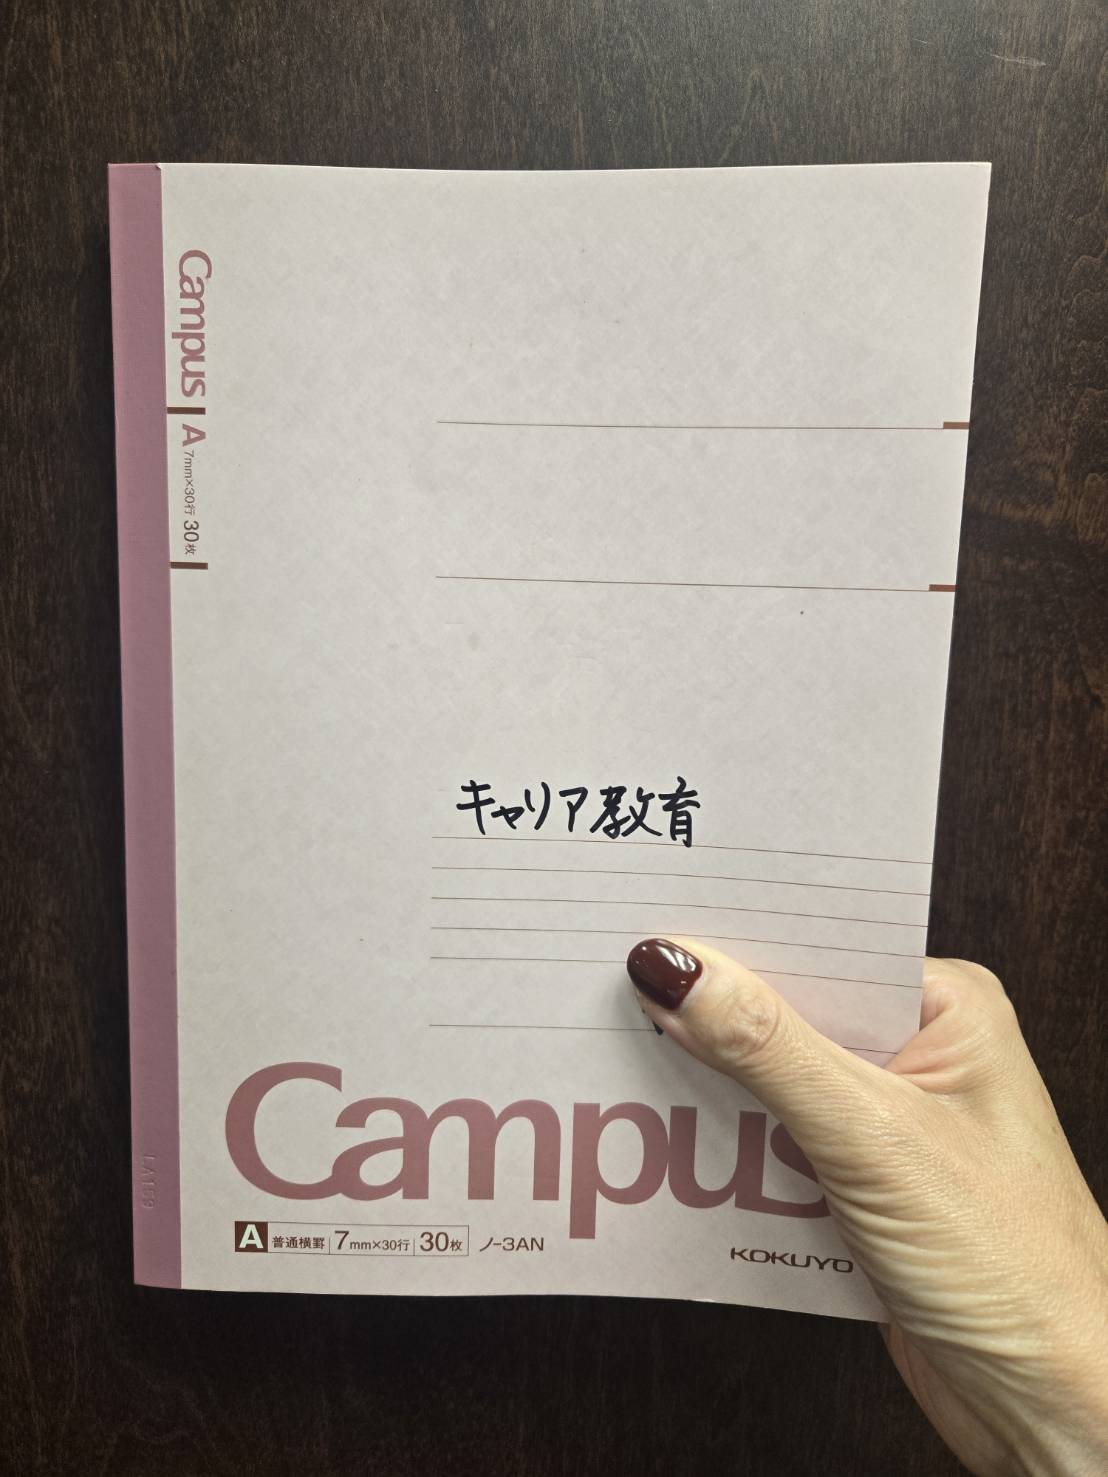 Campus
A 7mm×30行 30枚
キャリア教育
Campus
A 普通横罫 7mm×30行 30枚 ノ-3AN
KOKUYO
LA159